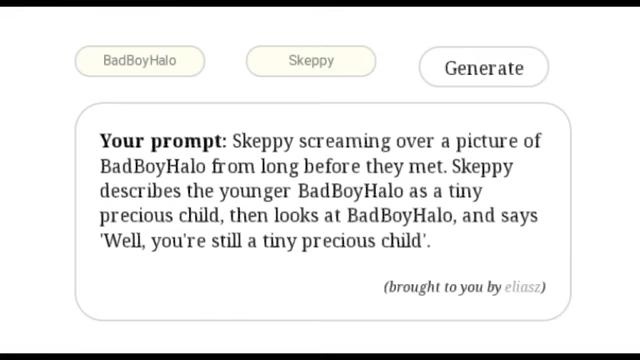 BadBoyHalo
Skeppy
Generate
Your prompt: Skeppy screaming over a picture of
BadBoyHalo from long before they met. Skeppy
describes the younger BadBoyHalo as a tiny
precious child, then looks at BadBoyHalo, and says
'Well, you're still a tiny precious child'.
(brought to you by eliasz)